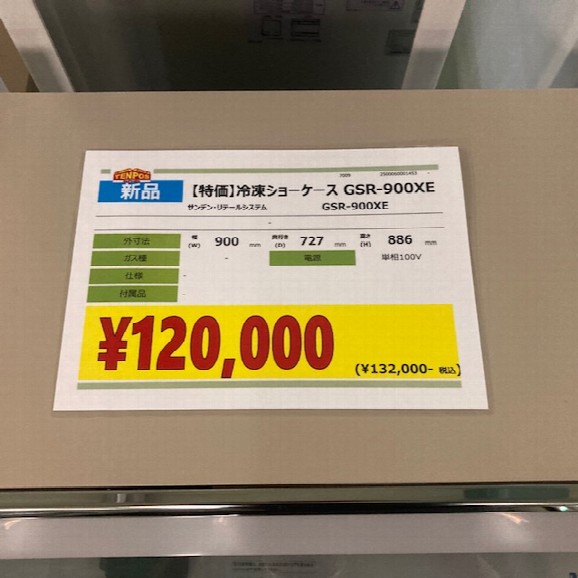 7009 2500060001453 -
TENPOS
新品
【特価】冷凍ショーケース GSR-900XE
サンデン・リテールシステム GSR-900XE
-
外寸法 幅(W) 900 mm 奥行き(D) 727 mm 高さ(H) 886 mm
ガス種 - 電源 単相100V
仕様 -
付属品 -
¥120,000
(¥132,000- 税込)